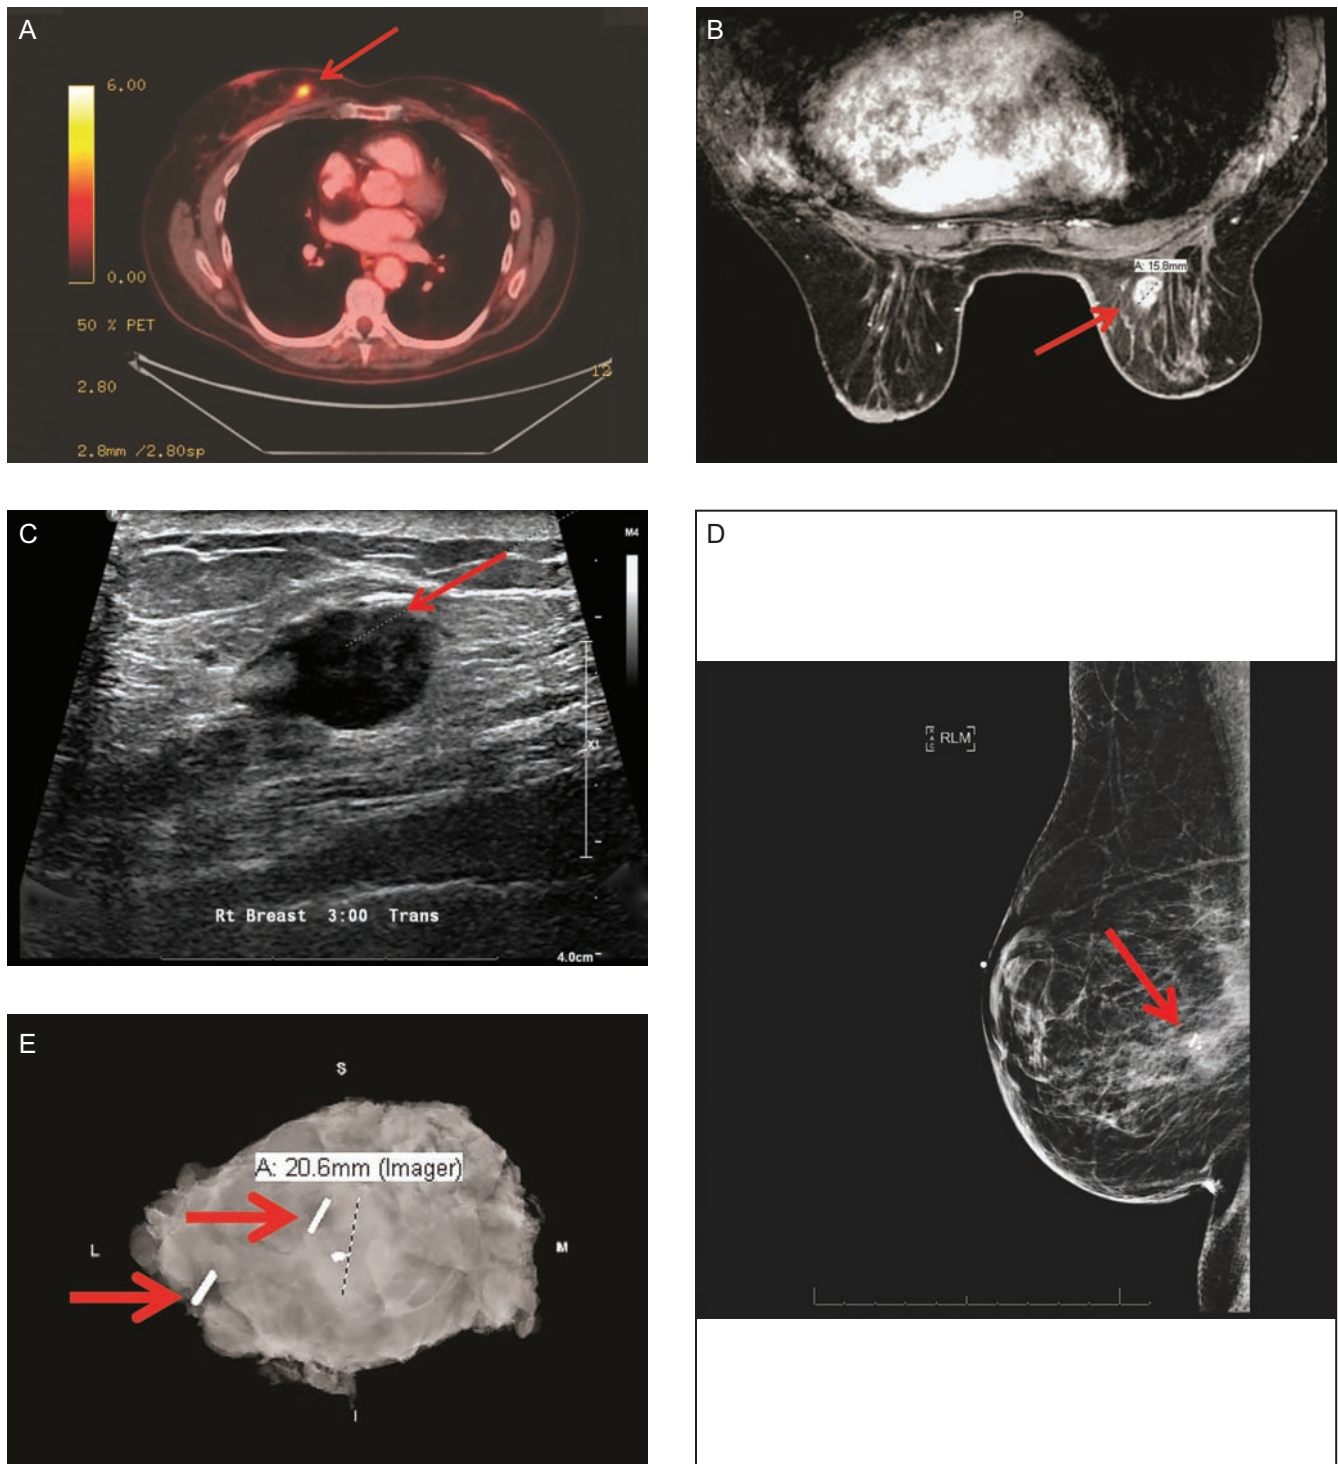 A
6.00
0.00
50 % PET
2.80
12
2.8mm /2.80sp
B
P
A: 15.8mm
C
M4
X1
Rt Breast 3:00 Trans
4.0cm
D
RLM
E
S
A: 20.6mm (Imager)
L
M
I